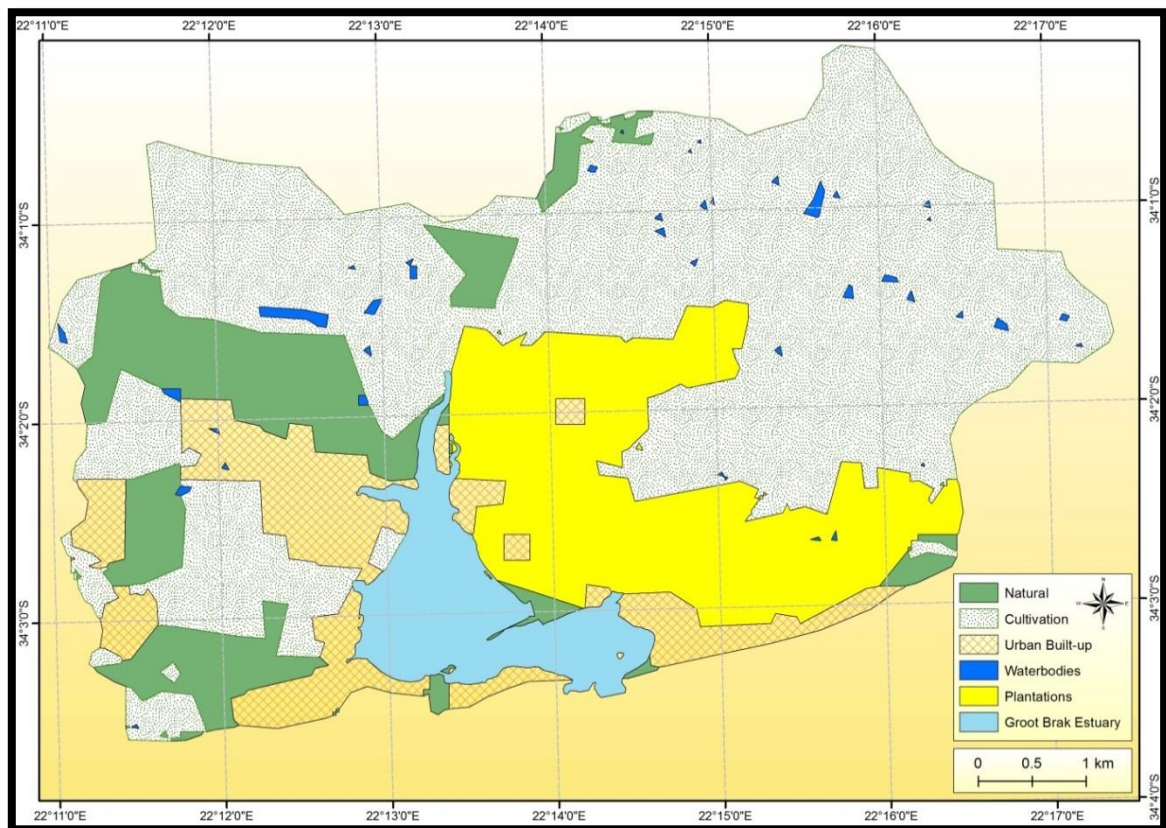 22°11'0"E 22°12'0"E 22°13'0"E 22°14'0"E 22°15'0"E 22°16'0"E 22°17'0"E
34°1'0"S 34°1'0"S
34°2'0"S 34°2'0"S
34°3'0"S 34°3'0"S
34°4'0"S
N
W E
S
Natural
Cultivation
Urban Built-up
Waterbodies
Plantations
Groot Brak Estuary
0 0.5 1 km
22°11'0"E 22°12'0"E 22°13'0"E 22°14'0"E 22°15'0"E 22°16'0"E 22°17'0"E